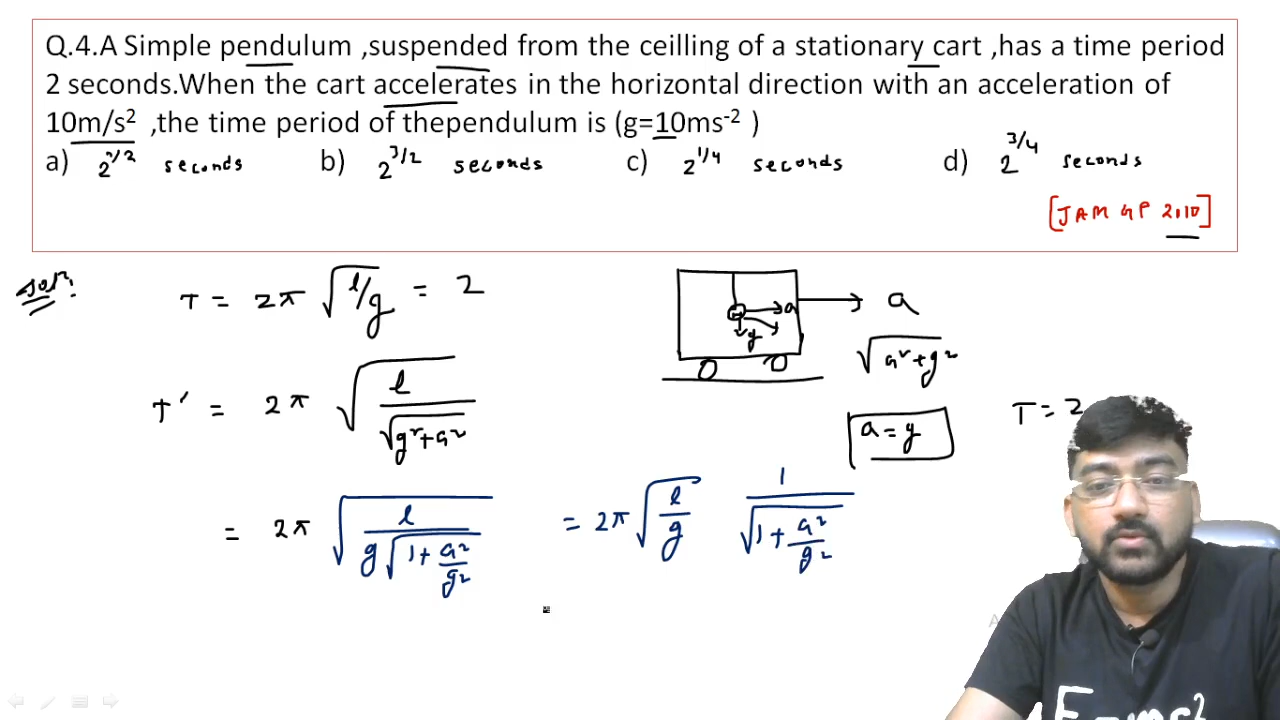 Q.4.A Simple pendulum ,suspended from the ceilling of a stationary cart ,has a time period
2 seconds.When the cart accelerates in the horizontal direction with an acceleration of
10m/s² ,the time period of thependulum is (g=10ms⁻² )
a) 2^2/3 seconds b) 2^3/2 seconds c) 2^1/4 seconds d) 2^3/4 seconds
[JAM GP 2010]
Solⁿ:
T = 2π √l/g = 2
a
a
g
√a²+g²
T' = 2π √(l/√g²+a²)
a = g
T = 2
= 2π √(l/g√1+a²/g²) = 2π √(l/g) 1/√1+a²/g²